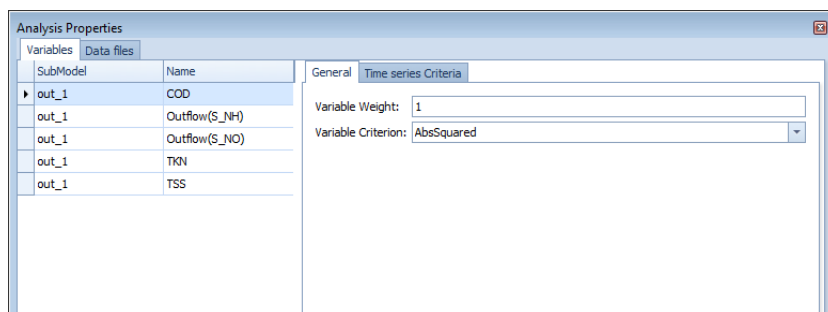 Analysis Properties
Variables Data files
SubModel Name
out_1 COD
out_1 Outflow(S_NH)
out_1 Outflow(S_NO)
out_1 TKN
out_1 TSS
General Time series Criteria
Variable Weight: 1
Variable Criterion: AbsSquared